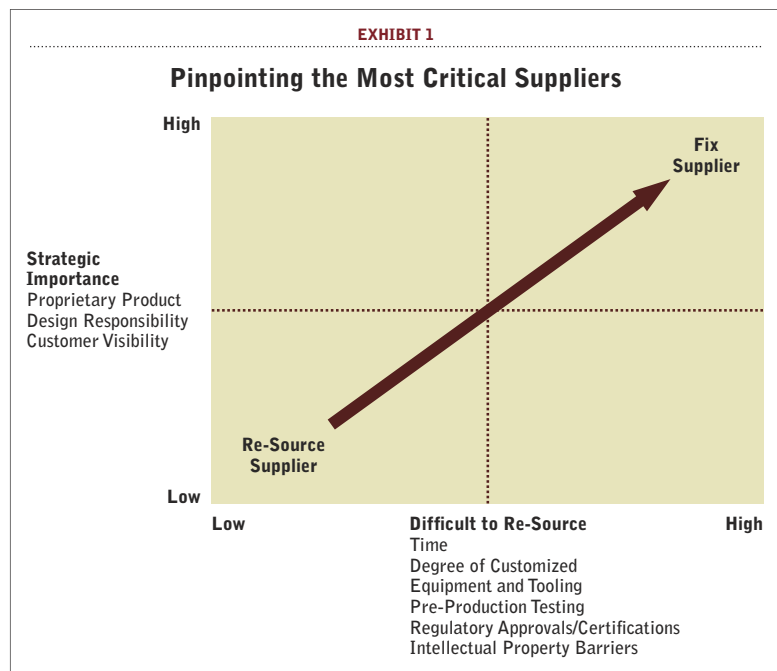 EXHIBIT 1
Pinpointing the Most Critical Suppliers
High
Fix
Supplier
Strategic
Importance
Proprietary Product
Design Responsibility
Customer Visibility
Re-Source
Supplier
Low
Low
Difficult to Re-Source
High
Time
Degree of Customized
Equipment and Tooling
Pre-Production Testing
Regulatory Approvals/Certifications
Intellectual Property Barriers